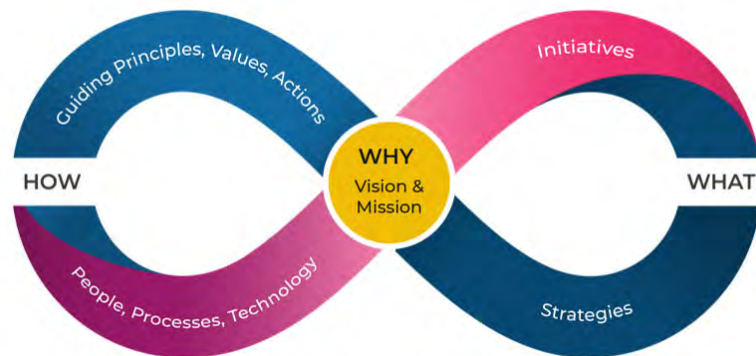 Guiding Principles, Values, Actions
Initiatives
WHY
Vision &
Mission
HOW
WHAT
People, Processes, Technology
Strategies